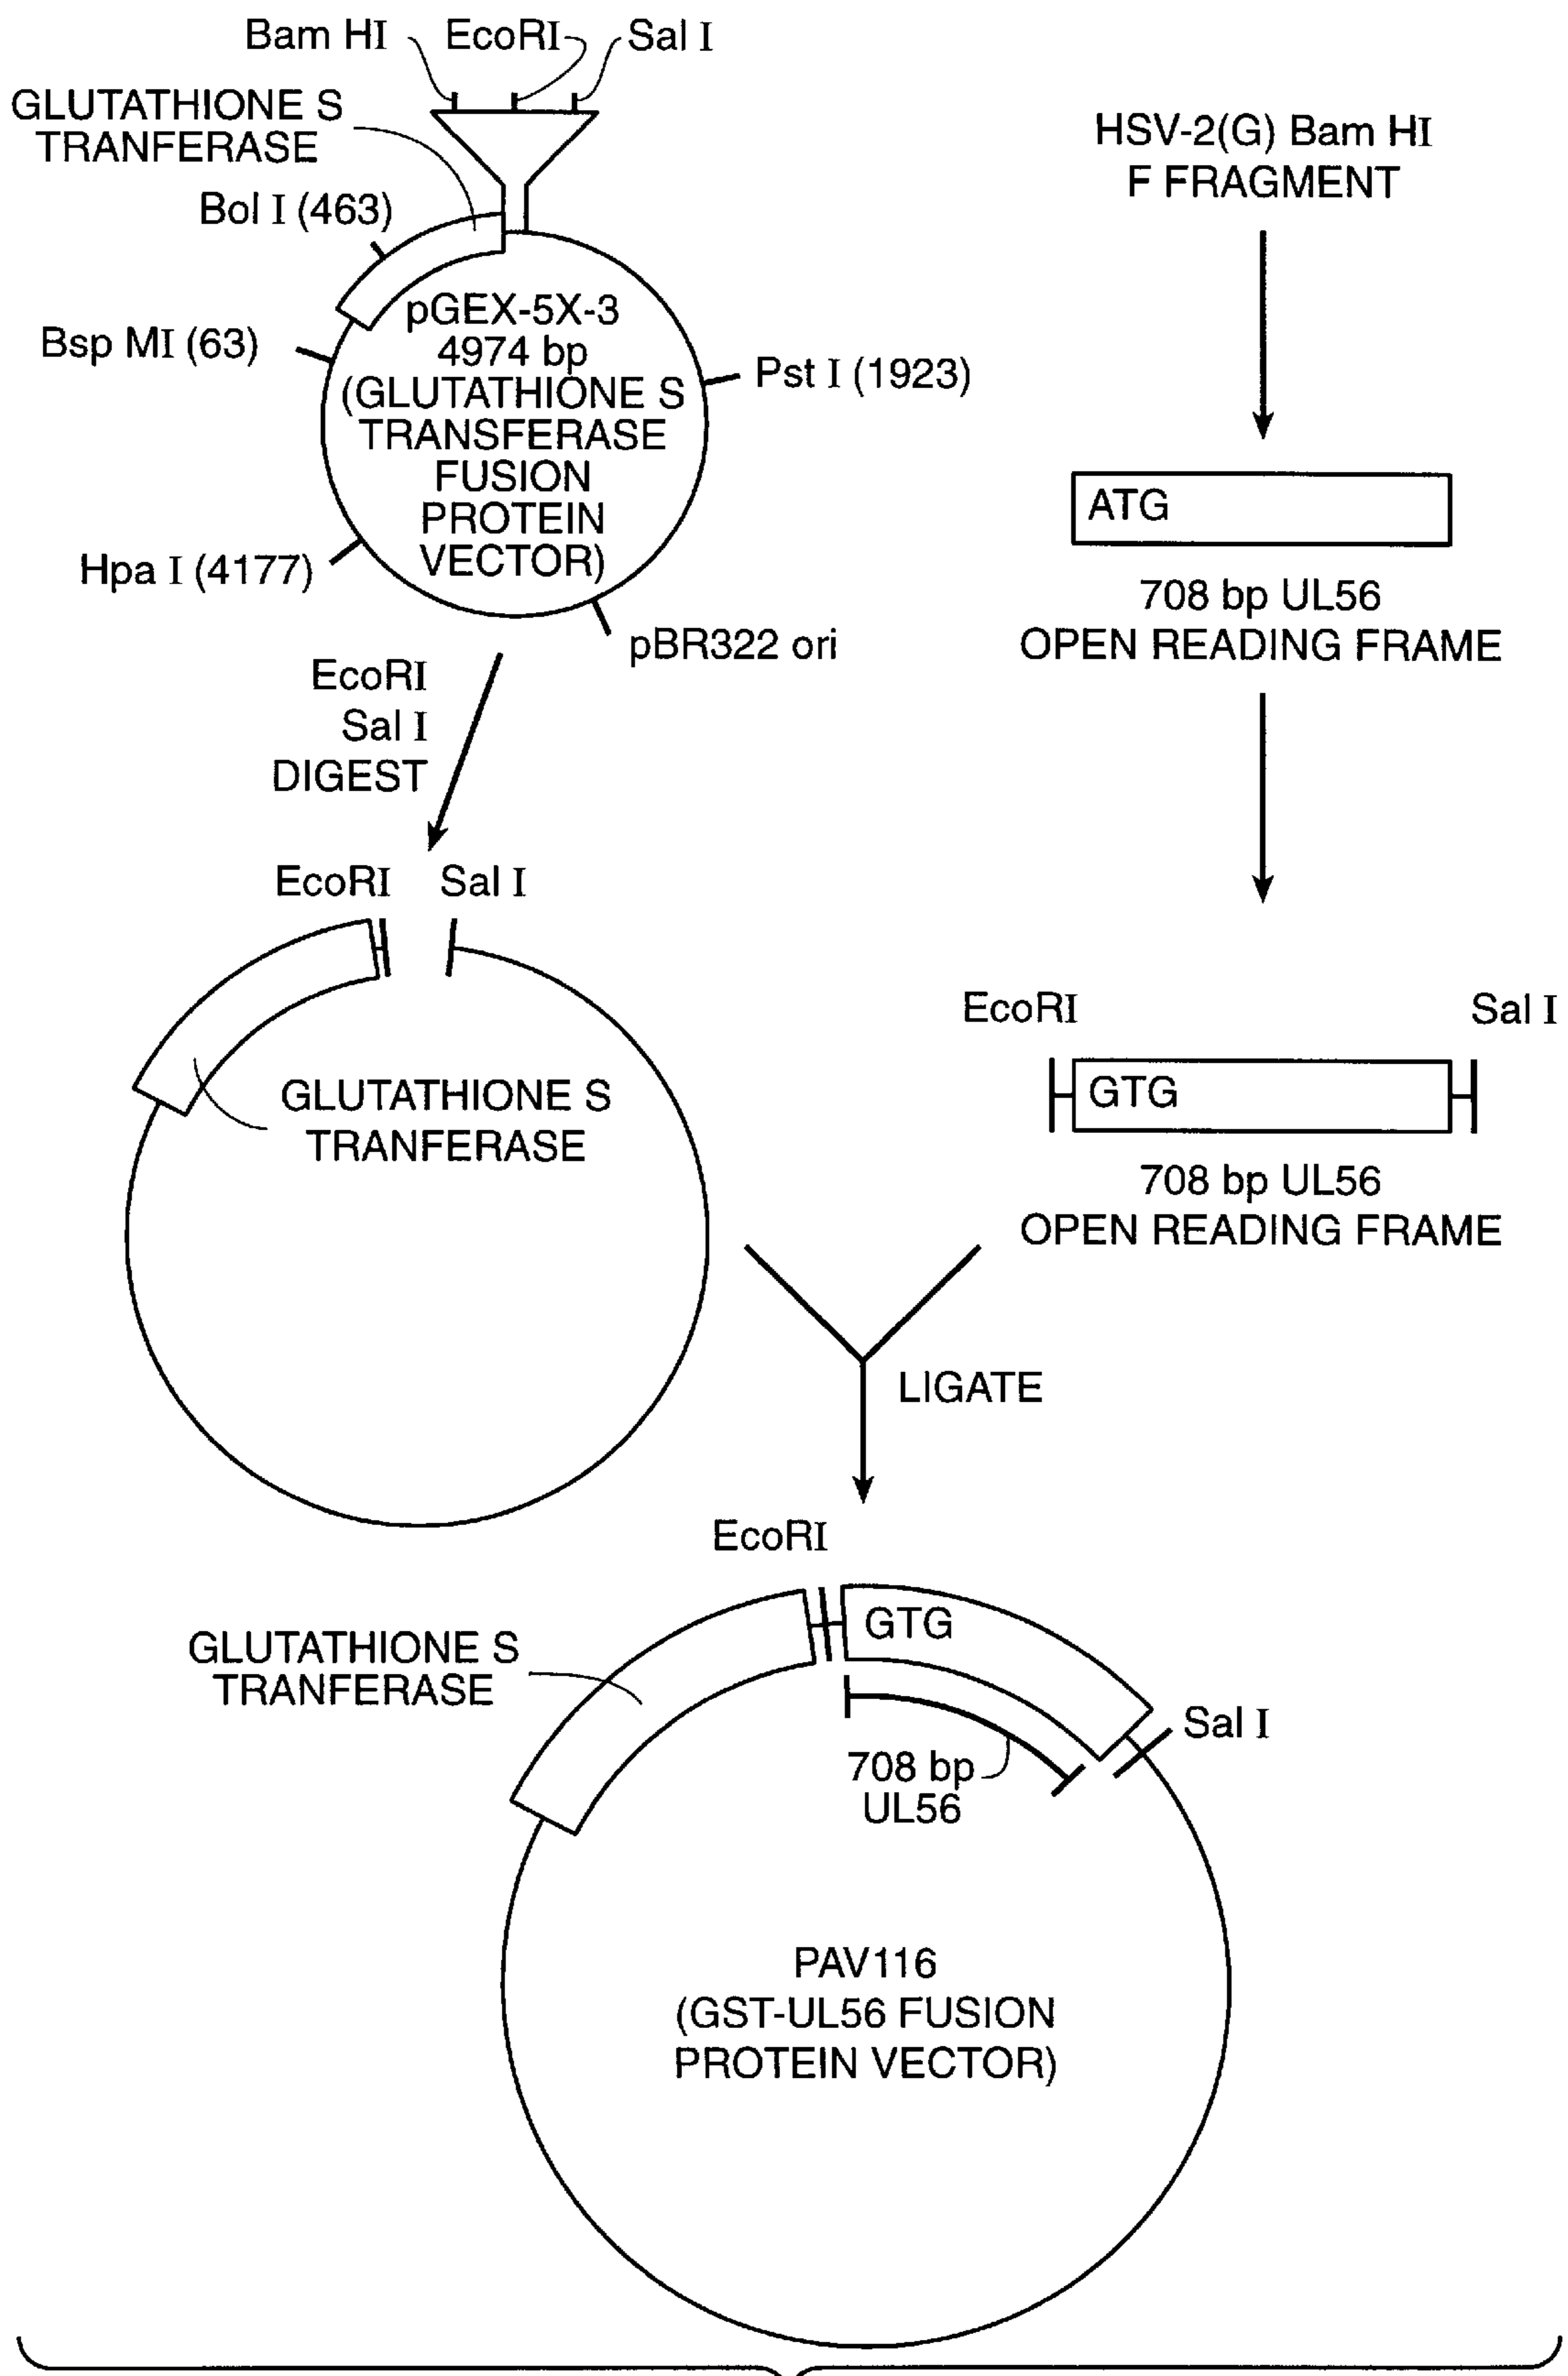 Bam HI
EcoRI
Sal I
GLUTATHIONE S
TRANFERASE
Bol I (463)
Bsp MI (63)
pGEX-5X-3
4974 bp
(GLUTATHIONE S
TRANSFERASE
FUSION
PROTEIN
VECTOR)
Pst I (1923)
Hpa I (4177)
pBR322 ori
HSV-2(G) Bam HI
F FRAGMENT
ATG
708 bp UL56
OPEN READING FRAME
EcoRI
Sal I
DIGEST
EcoRI
Sal I
GLUTATHIONE S
TRANFERASE
EcoRI
Sal I
GTG
708 bp UL56
OPEN READING FRAME
LIGATE
EcoRI
GTG
GLUTATHIONE S
TRANFERASE
Sal I
708 bp
UL56
PAV116
(GST-UL56 FUSION
PROTEIN VECTOR)